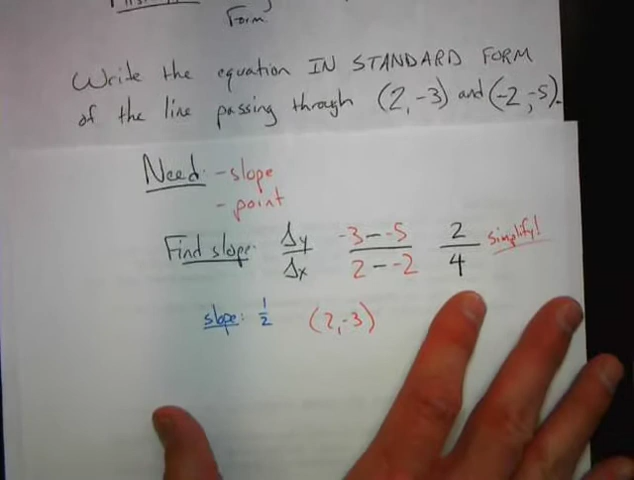 Form
Write the equation IN STANDARD FORM
of the line passing through (2,-3) and (-2,-5).
Need: -slope
-point
Find slope: Δy/Δx -3--5/2--2 2/4 simplify!
slope: 1/2 (2,-3)